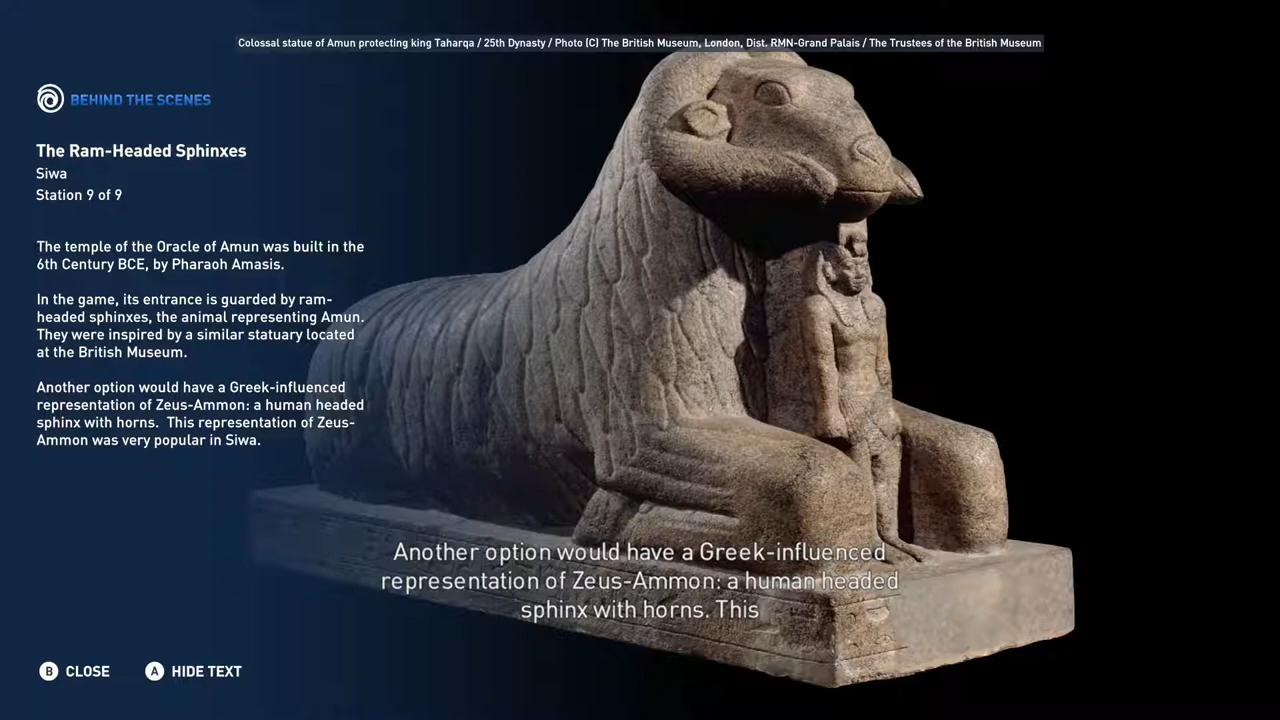 Colossal statue of Amun protecting king Taharqa / 25th Dynasty / Photo (C) The British Museum, London, Dist. RMN-Grand Palais / The Trustees of the British Museum
BEHIND THE SCENES
The Ram-Headed Sphinxes
Siwa
Station 9 of 9
The temple of the Oracle of Amun was built in the
6th Century BCE, by Pharaoh Amasis.
In the game, its entrance is guarded by ram-
headed sphinxes, the animal representing Amun.
They were inspired by a similar statuary located
at the British Museum.
Another option would have a Greek-influenced
representation of Zeus-Ammon: a human headed
sphinx with horns. This representation of Zeus-
Ammon was very popular in Siwa.
Another option would have a Greek-influenced
representation of Zeus-Ammon: a human headed
sphinx with horns. This
B CLOSE
A HIDE TEXT